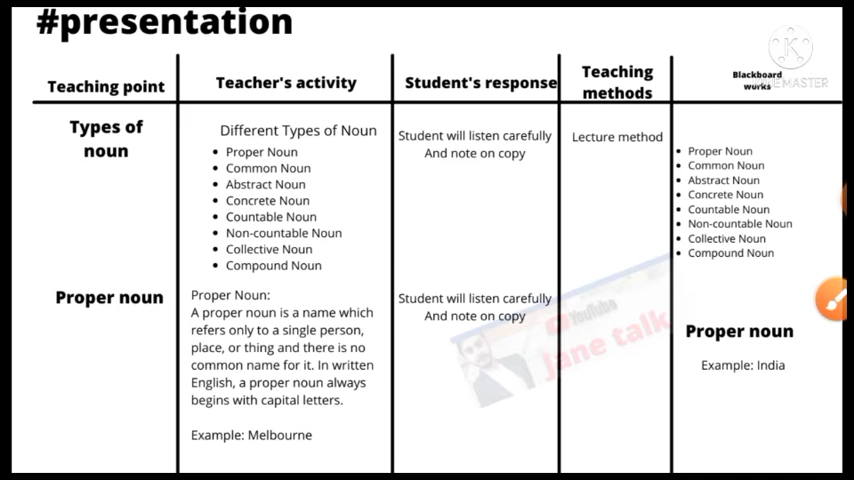 #presentation
Teaching point
Teacher's activity
Student's response
Teaching
methods
Blackboard
works
KINEMASTER
Types of
noun
Different Types of Noun
• Proper Noun
• Common Noun
• Abstract Noun
• Concrete Noun
• Countable Noun
• Non-countable Noun
• Collective Noun
• Compound Noun
Student will listen carefully
And note on copy
Lecture method
• Proper Noun
• Common Noun
• Abstract Noun
• Concrete Noun
• Countable Noun
• Non-countable Noun
• Collective Noun
• Compound Noun
Proper noun
Proper Noun:
A proper noun is a name which
refers only to a single person,
place, or thing and there is no
common name for it. In written
English, a proper noun always
begins with capital letters.
Example: Melbourne
Student will listen carefully
And note on copy
YouTube
Jane talk
Proper noun
Example: India